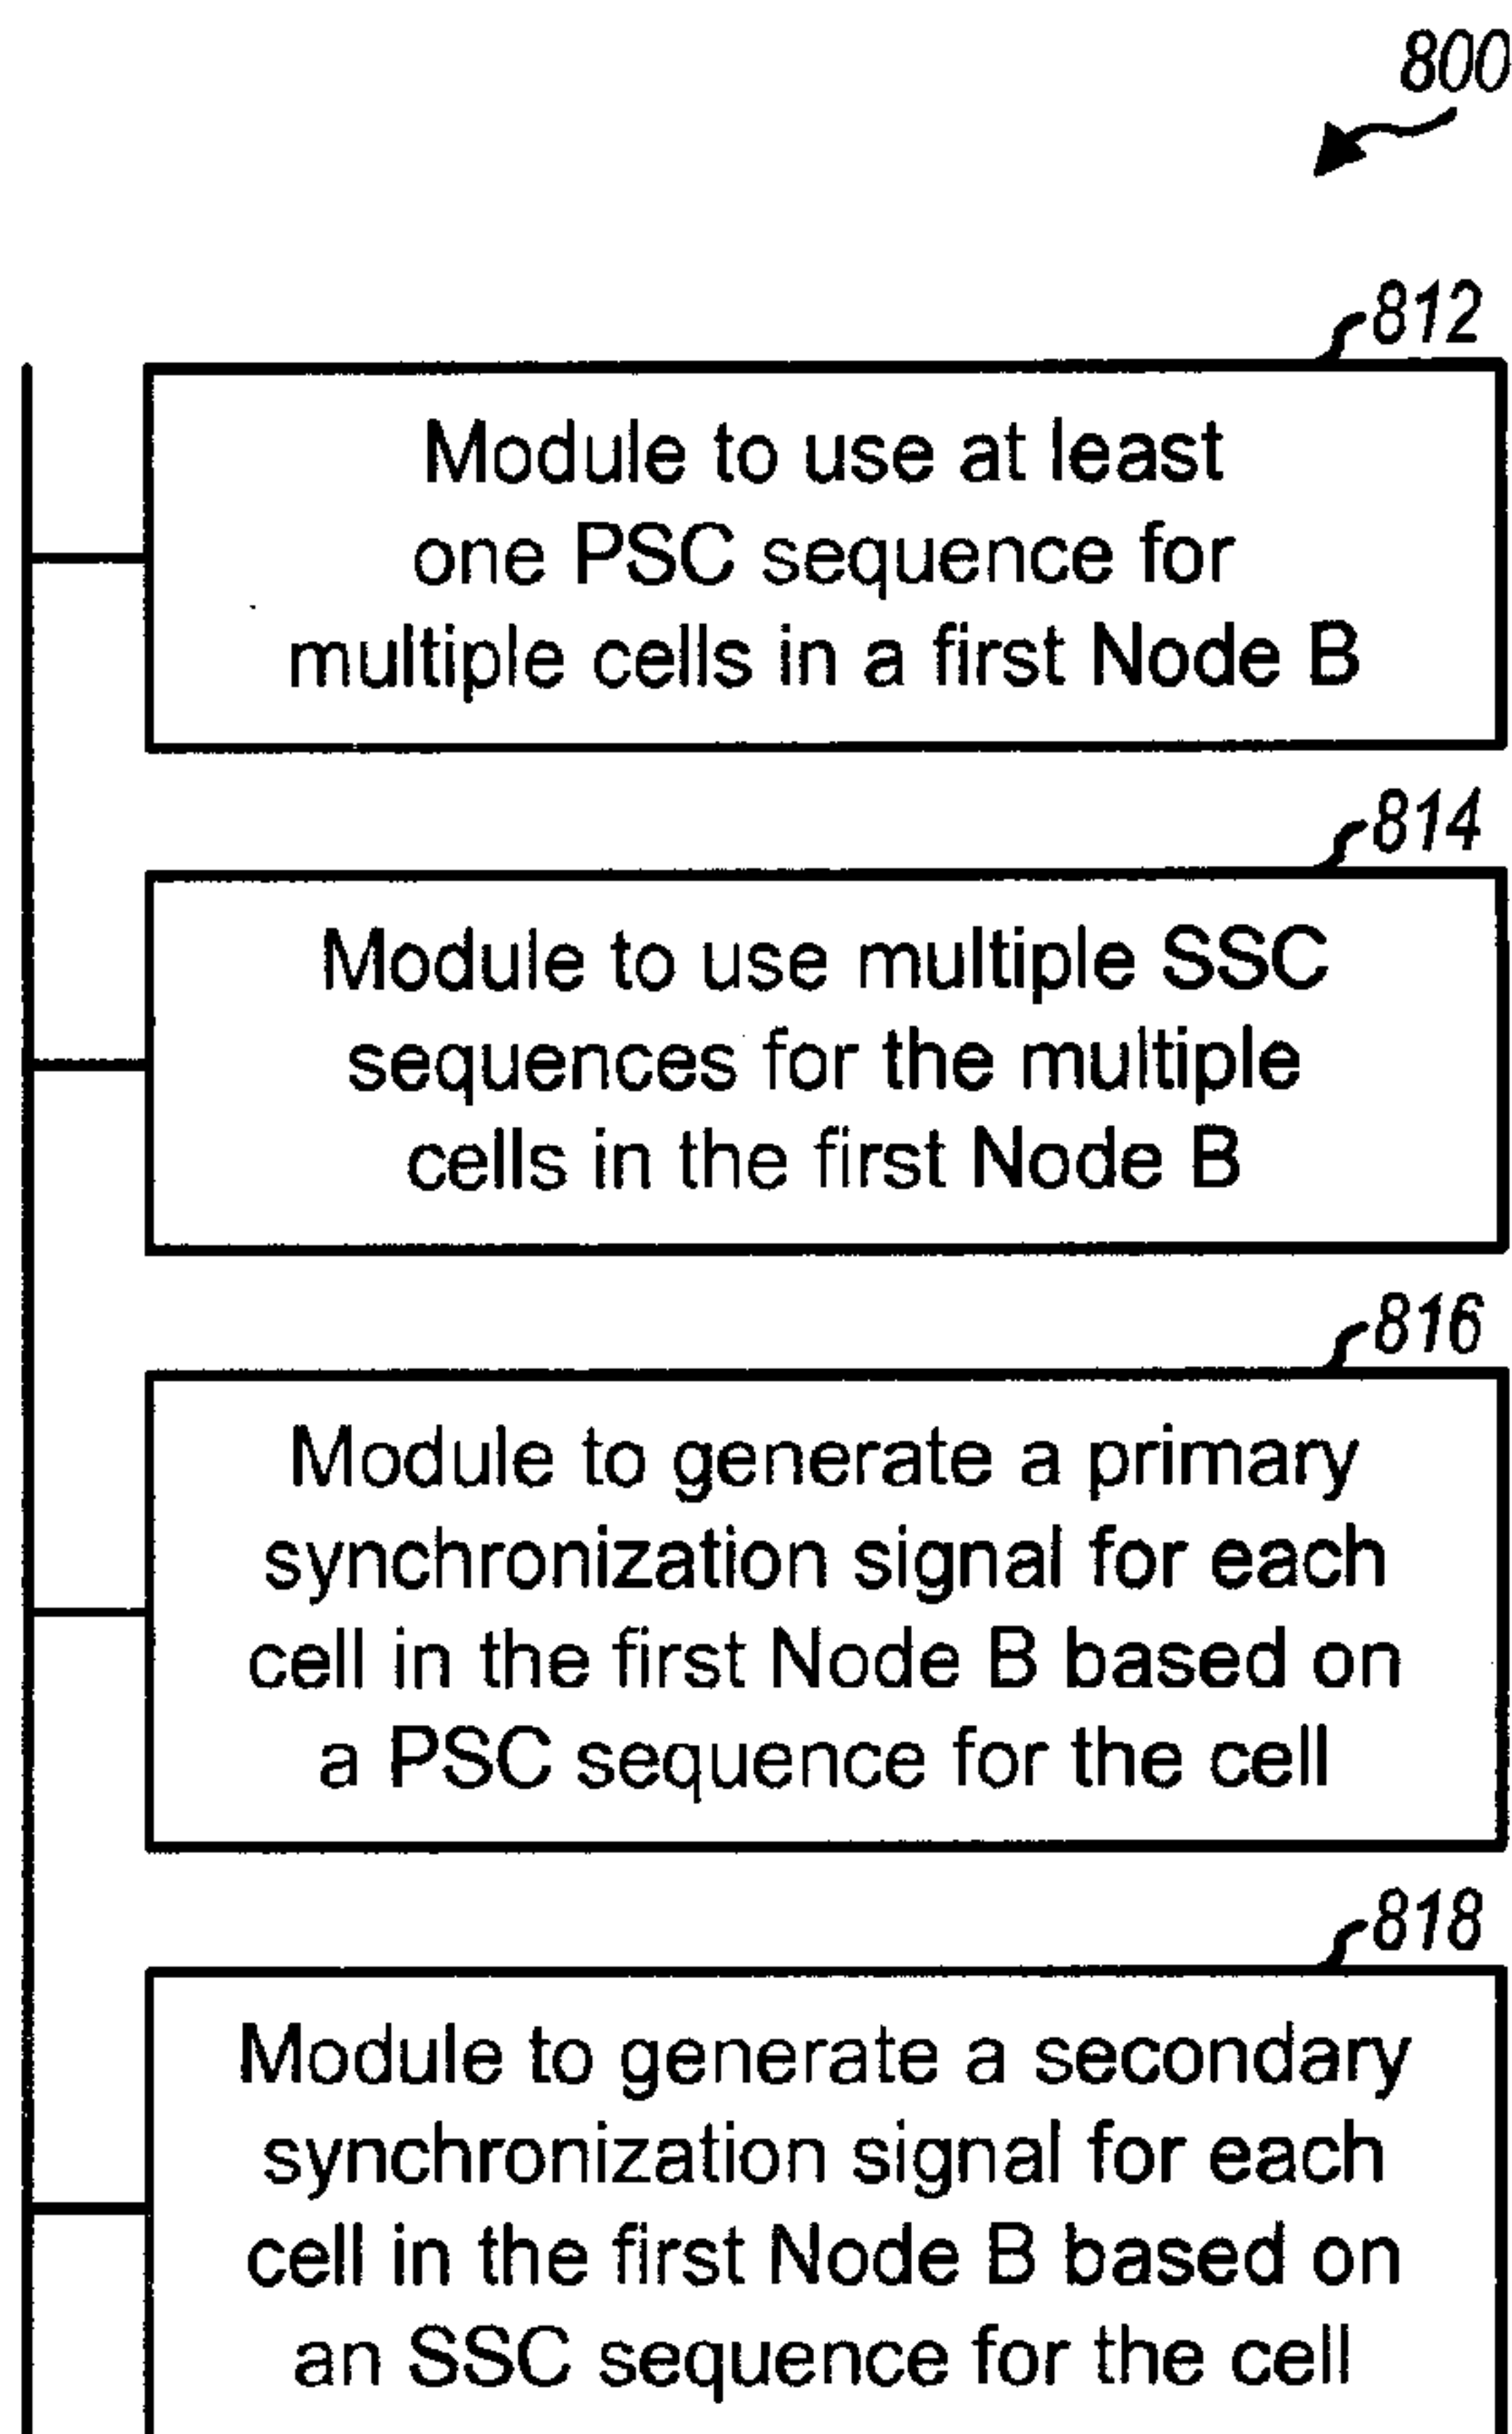 800
812
Module to use at least
one PSC sequence for
multiple cells in a first Node B
814
Module to use multiple SSC
sequences for the multiple
cells in the first Node B
816
Module to generate a primary
synchronization signal for each
cell in the first Node B based on
a PSC sequence for the cell
818
Module to generate a secondary
synchronization signal for each
cell in the first Node B based on
an SSC sequence for the cell